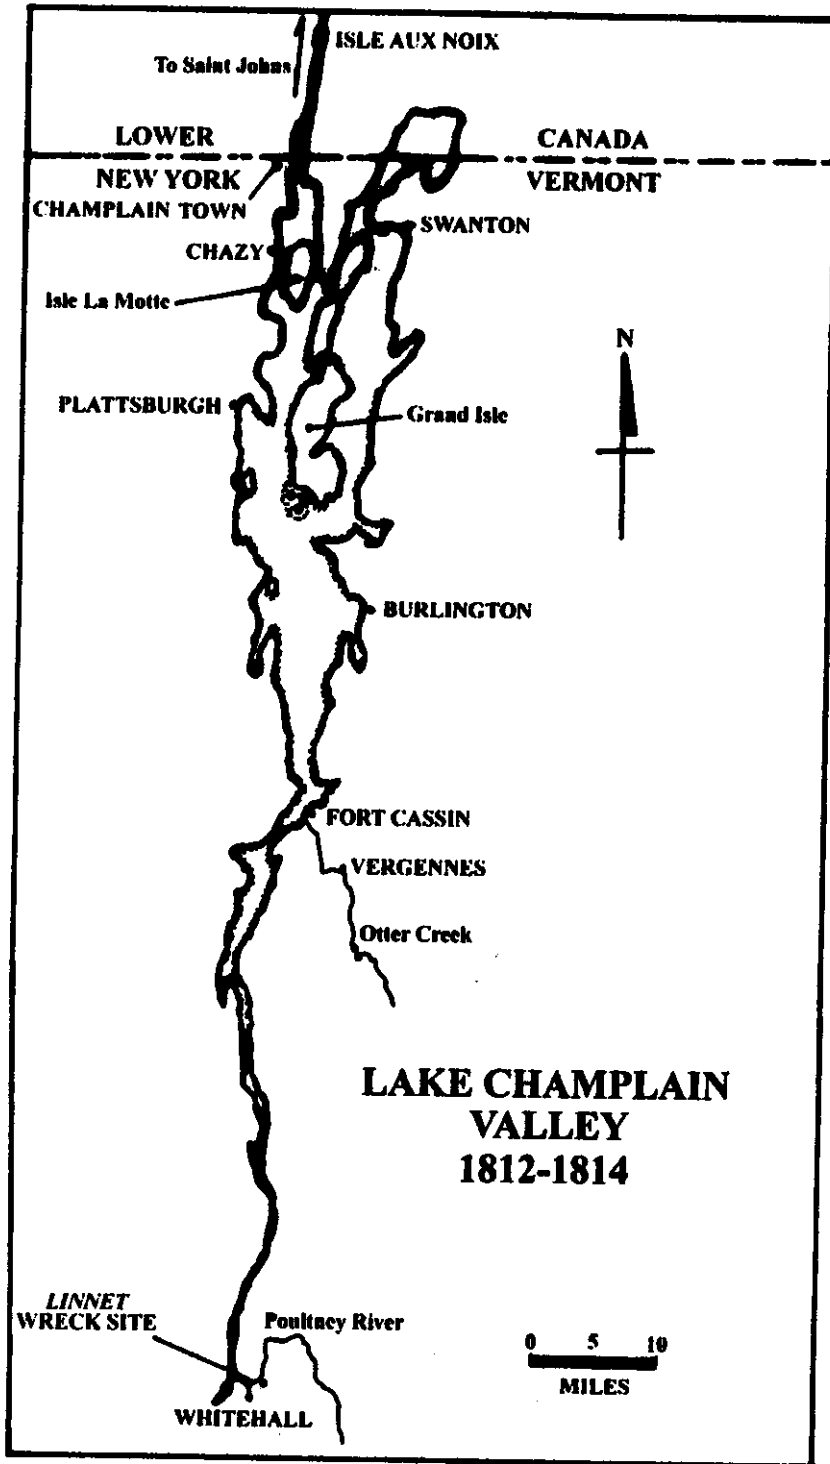 ISLE AUX NOIX
To Saint Johns
LOWER
CANADA
NEW YORK
VERMONT
CHAMPLAIN TOWN
SWANTON
CHAZY
Isle La Motte
N
PLATTSBURGH
Grand Isle
BURLINGTON
FORT CASSIN
VERGENNES
Otter Creek
LAKE CHAMPLAIN
VALLEY
1812-1814
LINNET
WRECK SITE
Poultney River
0 5 10
MILES
WHITEHALL